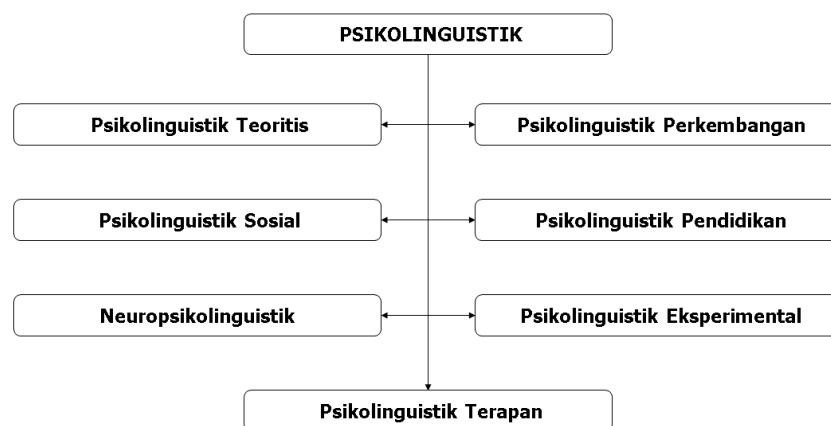 PSIKOLINGUISTIK
Psikolinguistik Teoritis
Psikolinguistik Perkembangan
Psikolinguistik Sosial
Psikolinguistik Pendidikan
Neuropsikolinguistik
Psikolinguistik Eksperimental
Psikolinguistik Terapan